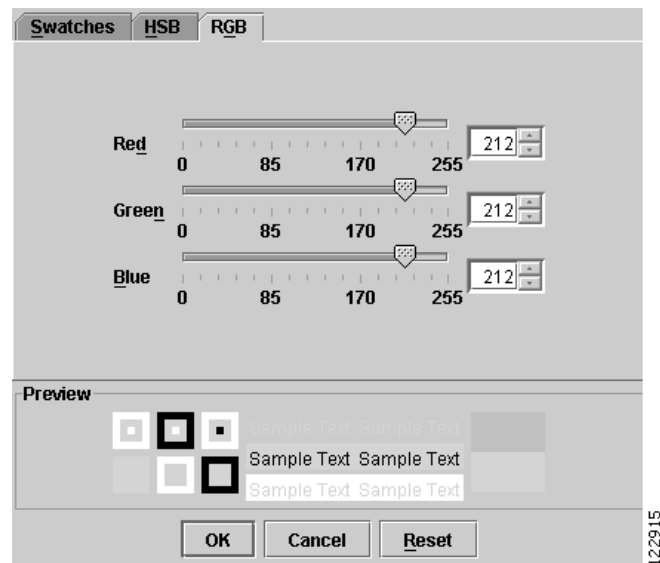 Swatches HSB RGB
Red 212
0 85 170 255
Green 212
0 85 170 255
Blue 212
0 85 170 255
Preview
Sample Text Sample Text
Sample Text Sample Text
Sample Text Sample Text
OK Cancel Reset
122915